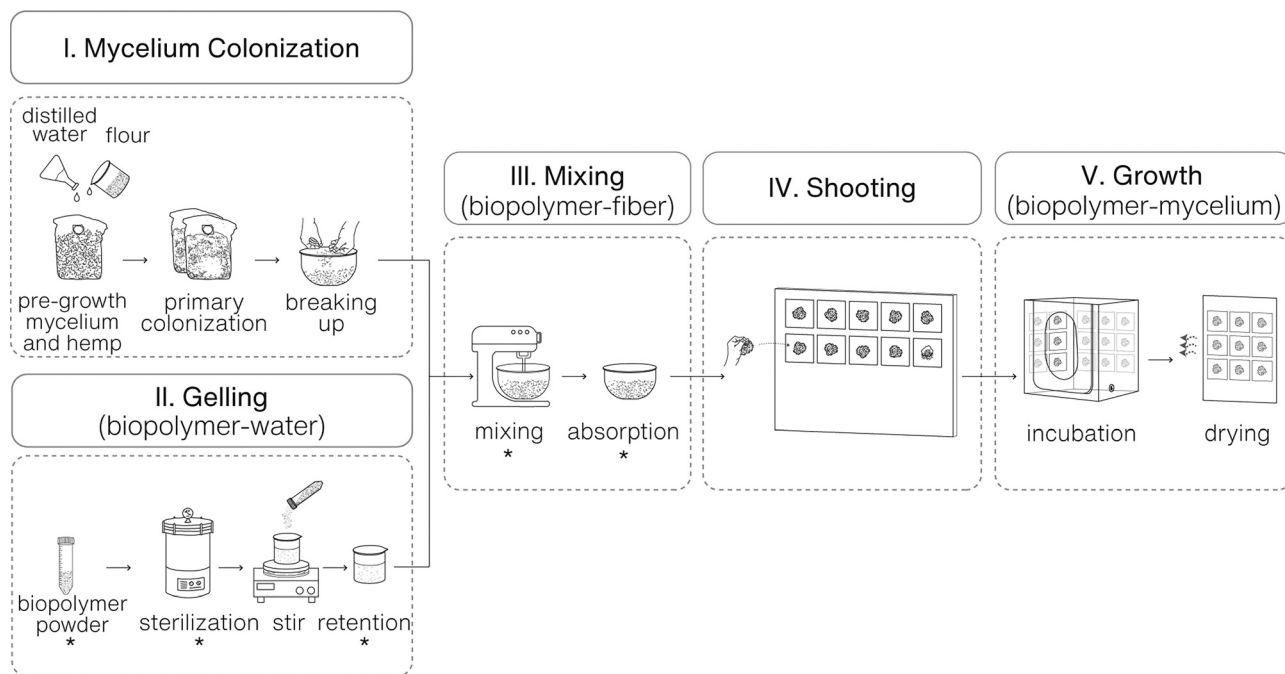 I. Mycelium Colonization
distilled
water
flour
pre-growth
mycelium
and hemp
primary
colonization
breaking
up
II. Gelling
(biopolymer-water)
biopolymer
powder
*
sterilization
*
stir
retention
*
III. Mixing
(biopolymer-fiber)
mixing
*
absorption
*
IV. Shooting
V. Growth
(biopolymer-mycelium)
incubation
drying